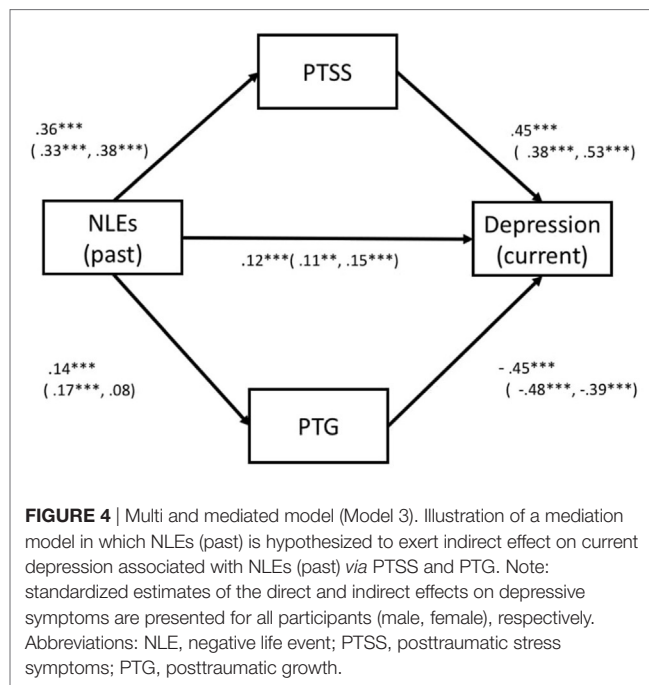 PTSS
.36***
( .33***, .38***)
.45***
( .38***, .53***)
NLEs
(past)
Depression
(current)
.12***( .11**, .15***)
.14***
( .17***, .08)
- .45***
( -.48***, -.39***)
PTG
FIGURE 4 | Multi and mediated model (Model 3). Illustration of a mediation
model in which NLEs (past) is hypothesized to exert indirect effect on current
depression associated with NLEs (past) via PTSS and PTG. Note:
standardized estimates of the direct and indirect effects on depressive
symptoms are presented for all participants (male, female), respectively.
Abbreviations: NLE, negative life event; PTSS, posttraumatic stress
symptoms; PTG, posttraumatic growth.